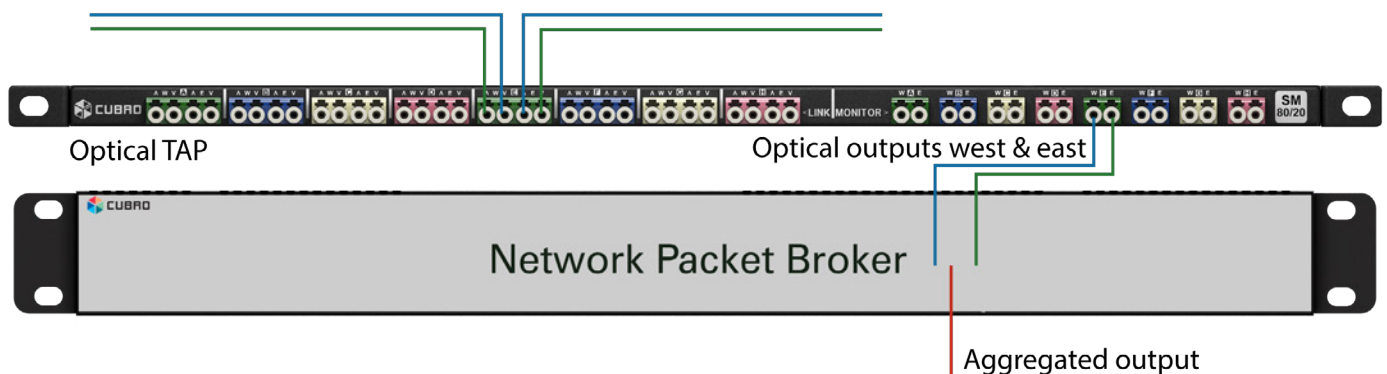 CUBRO
∧ W ∨ A ∧ E ∨
∧ W ∨ B ∧ E ∨
∧ W ∨ C ∧ E ∨
∧ W ∨ D ∧ E ∨
W E E
∧ W ∨ F ∧ E ∨
∧ W ∨ G ∧ E ∨
∧ W ∨ H ∧ E ∨
- LINK MONITOR -
W A E
W B E
W C E
W D E
W E E
W F E
W G E
W H E
SM
80/20
Optical TAP
Optical outputs west & east
CUBRO
Network Packet Broker
Aggregated output